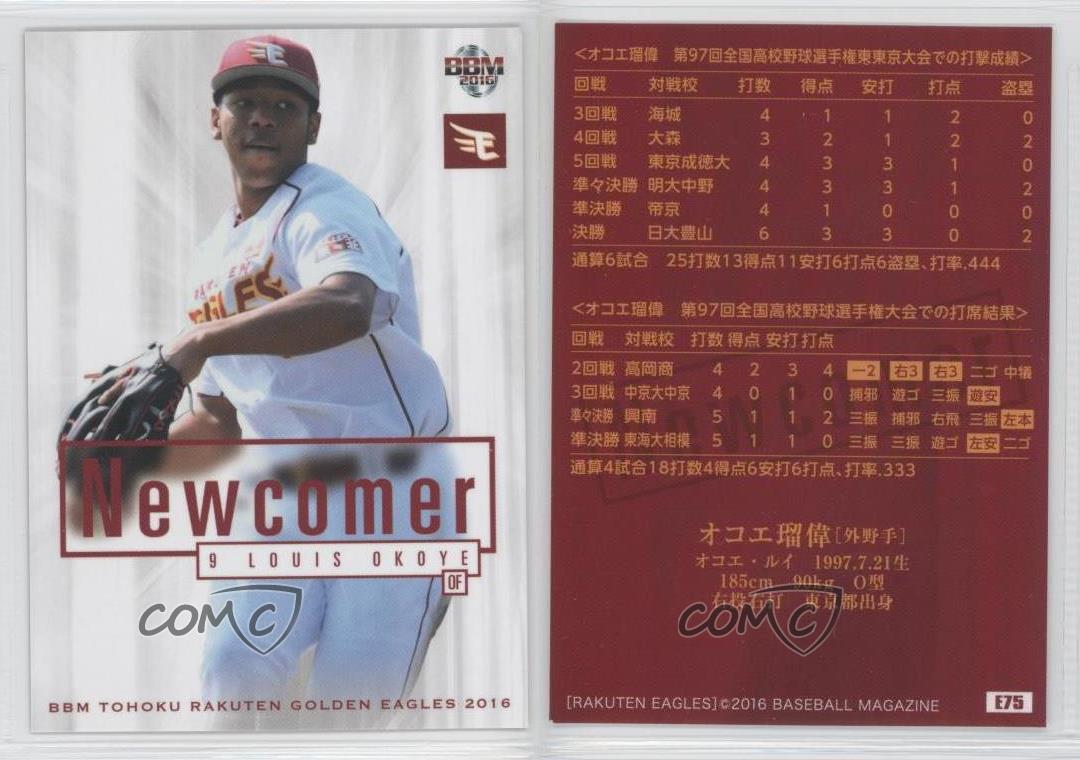 BBM
2016
E
EAGLES
Newcomer
9 LOUIS OKOYE
OF
COMC
BBM TOHOKU RAKUTEN GOLDEN EAGLES 2016
<オコエ瑠偉 第97回全国高校野球選手権東東京大会での打撃成績>
回戦 対戦校 打数 得点 安打 打点 盗塁
3回戦 海城 4 1 1 2 0
4回戦 大森 3 2 1 2 2
5回戦 東京成徳大 4 3 3 1 0
準々決勝 明大中野 4 3 3 1 2
準決勝 帝京 4 1 0 0 0
決勝 日大豊山 6 3 3 0 2
通算6試合 25打数13得点11安打6打点6盗塁、打率.444
<オコエ瑠偉 第97回全国高校野球選手権大会での打席結果>
回戦 対戦校 打数 得点 安打 打点
2回戦 高岡商 4 2 3 4 一2 右3 右3 二ゴ 中犠
3回戦 中京大中京 4 0 1 0 捕邪 遊ゴ 三振 遊安
準々決勝 興南 5 1 1 2 三振 捕邪 右飛 三振 左本
準決勝 東海大相模 5 1 1 0 三振 三振 遊ゴ 左安 二ゴ
通算4試合18打数4得点6安打6打点、打率.333
Newcomer
オコエ瑠偉[外野手]
オコエ・ルイ 1997.7.21生
185cm 90kg O型
右投右打 東京都出身
COMC
[RAKUTEN EAGLES]©2016 BASEBALL MAGAZINE
E75